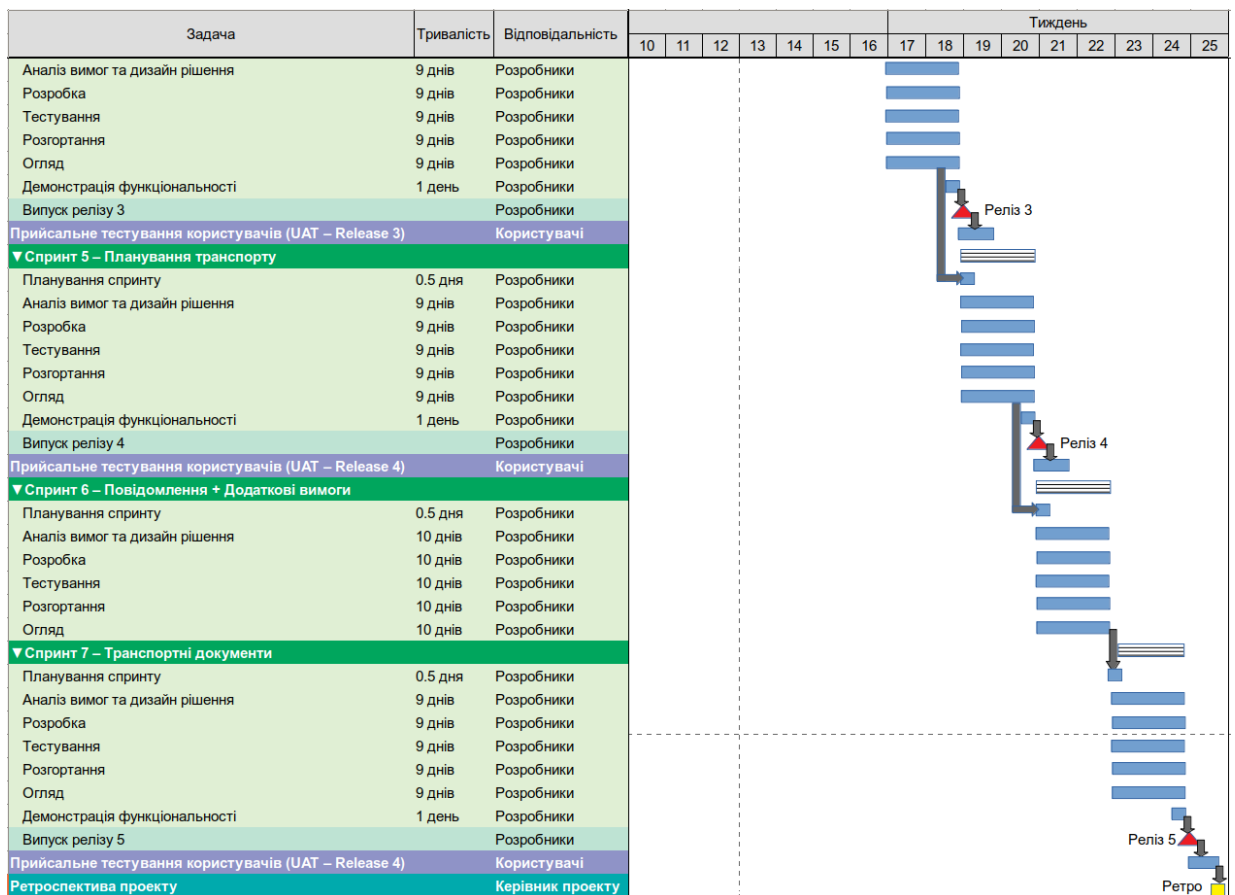 Задача Тривалість Відповідальність Тиждень
10 11 12 13 14 15 16 17 18 19 20 21 22 23 24 25
Аналіз вимог та дизайн рішення 9 днів Розробники
Розробка 9 днів Розробники
Тестування 9 днів Розробники
Розгортання 9 днів Розробники
Огляд 9 днів Розробники
Демонстрація функціональності 1 день Розробники
Випуск релізу 3 Розробники Реліз 3
Прийсальне тестування користувачів (UAT – Release 3) Користувачі
▼Спринт 5 – Планування транспорту
Планування спринту 0.5 дня Розробники
Аналіз вимог та дизайн рішення 9 днів Розробники
Розробка 9 днів Розробники
Тестування 9 днів Розробники
Розгортання 9 днів Розробники
Огляд 9 днів Розробники
Демонстрація функціональності 1 день Розробники
Випуск релізу 4 Розробники Реліз 4
Прийсальне тестування користувачів (UAT – Release 4) Користувачі
▼Спринт 6 – Повідомлення + Додаткові вимоги
Планування спринту 0.5 дня Розробники
Аналіз вимог та дизайн рішення 10 днів Розробники
Розробка 10 днів Розробники
Тестування 10 днів Розробники
Розгортання 10 днів Розробники
Огляд 10 днів Розробники
▼Спринт 7 – Транспортні документи
Планування спринту 0.5 дня Розробники
Аналіз вимог та дизайн рішення 9 днів Розробники
Розробка 9 днів Розробники
Тестування 9 днів Розробники
Розгортання 9 днів Розробники
Огляд 9 днів Розробники
Демонстрація функціональності 1 день Розробники
Випуск релізу 5 Розробники Реліз 5
Прийсальне тестування користувачів (UAT – Release 4) Користувачі
Ретроспектива проекту Керівник проекту Ретро